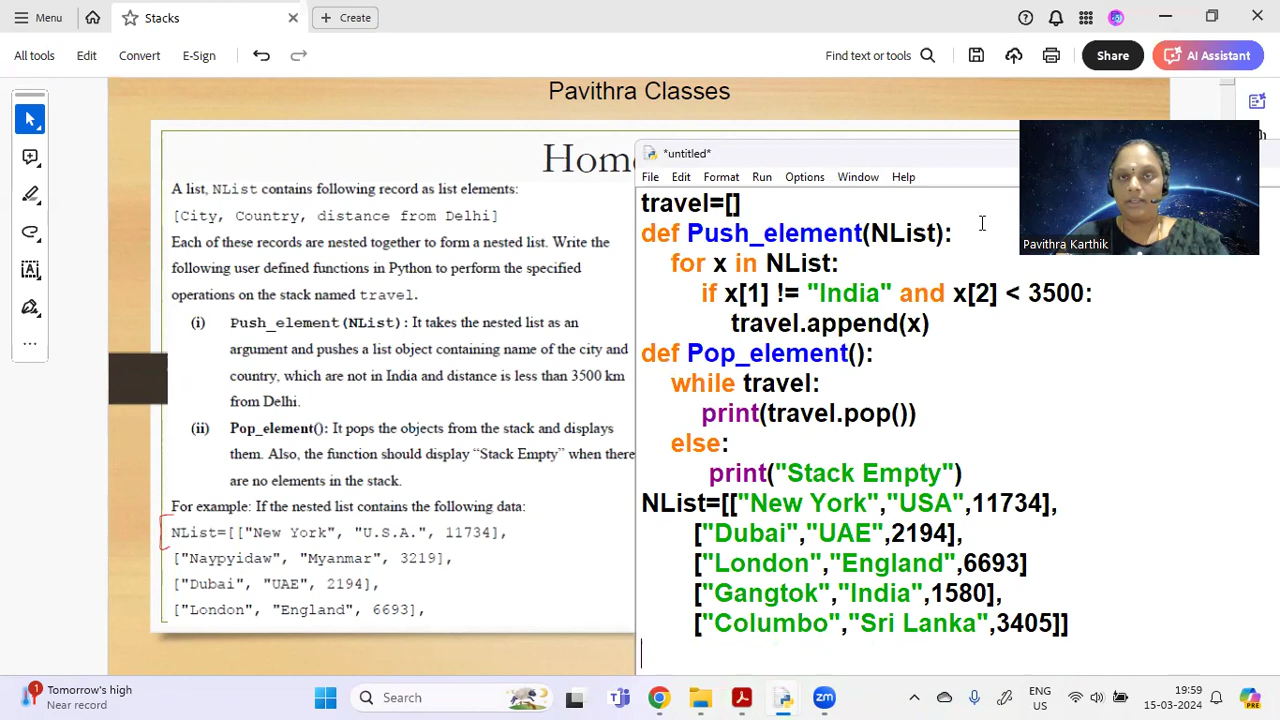 Menu
Stacks
Create
All tools
Edit
Convert
E-Sign
Find text or tools
Share
AI Assistant
Pavithra Classes
Hom
A list, NList contains following record as list elements:
[City, Country, distance from Delhi]
Each of these records are nested together to form a nested list. Write the
following user defined functions in Python to perform the specified
operations on the stack named travel.
(i) Push_element(NList): It takes the nested list as an
argument and pushes a list object containing name of the city and
country, which are not in India and distance is less than 3500 km
from Delhi.
(ii) Pop_element(): It pops the objects from the stack and displays
them. Also, the function should display “Stack Empty” when there
are no elements in the stack.
For example: If the nested list contains the following data:
NList=[["New York", "U.S.A.", 11734],
["Naypyidaw", "Myanmar", 3219],
["Dubai", "UAE", 2194],
["London", "England", 6693],
*untitled*
File Edit Format Run Options Window Help
travel=[]
def Push_element(NList):
for x in NList:
if x[1] != "India" and x[2] < 3500:
travel.append(x)
def Pop_element():
while travel:
print(travel.pop())
else:
print("Stack Empty")
NList=[["New York","USA",11734],
["Dubai","UAE",2194],
["London","England",6693]
["Gangtok","India",1580],
["Columbo","Sri Lanka",3405]]
Pavithra Karthik
1
Tomorow's high
Near record
Search
ENG
US
19:59
15-03-2024
PRE